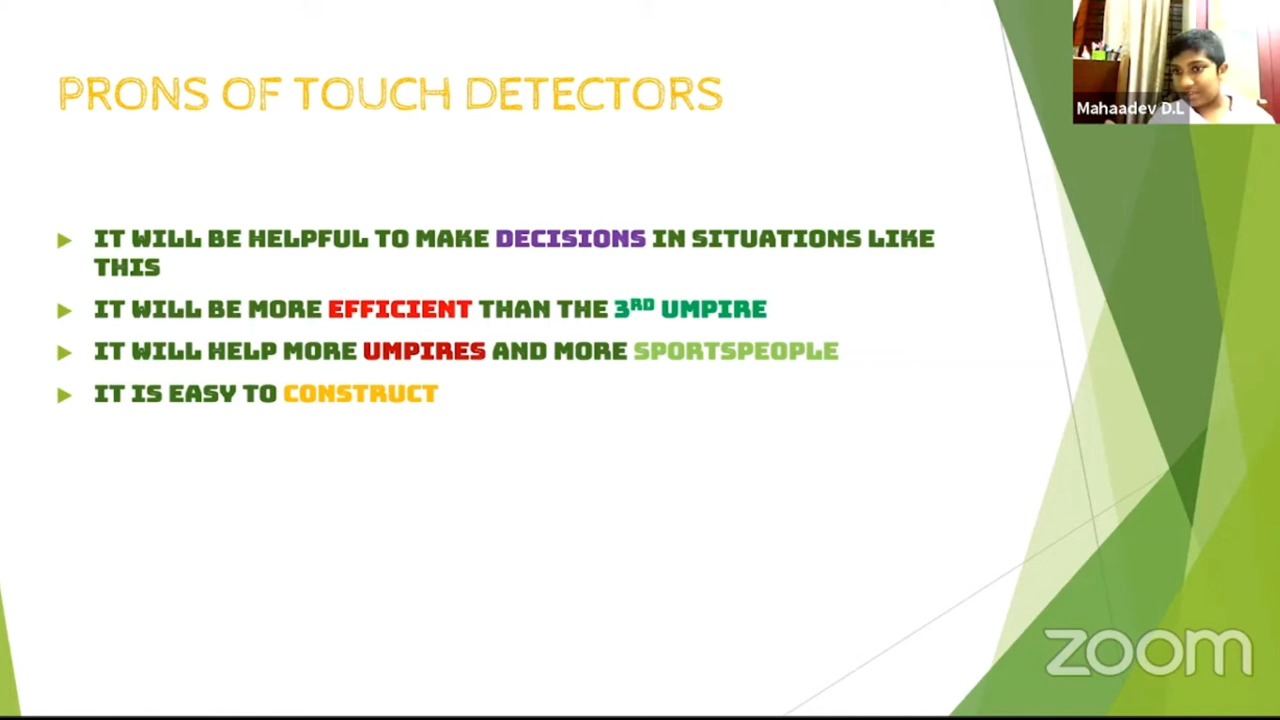 PRONS OF TOUCH DETECTORS
Mahaadev D.L
IT WILL BE HELPFUL TO MAKE DECISIONS IN SITUATIONS LIKE
THIS
IT WILL BE MORE EFFICIENT THAN THE 3RD UMPIRE
IT WILL HELP MORE UMPIRES AND MORE SPORTSPEOPLE
IT IS EASY TO CONSTRUCT
zoom